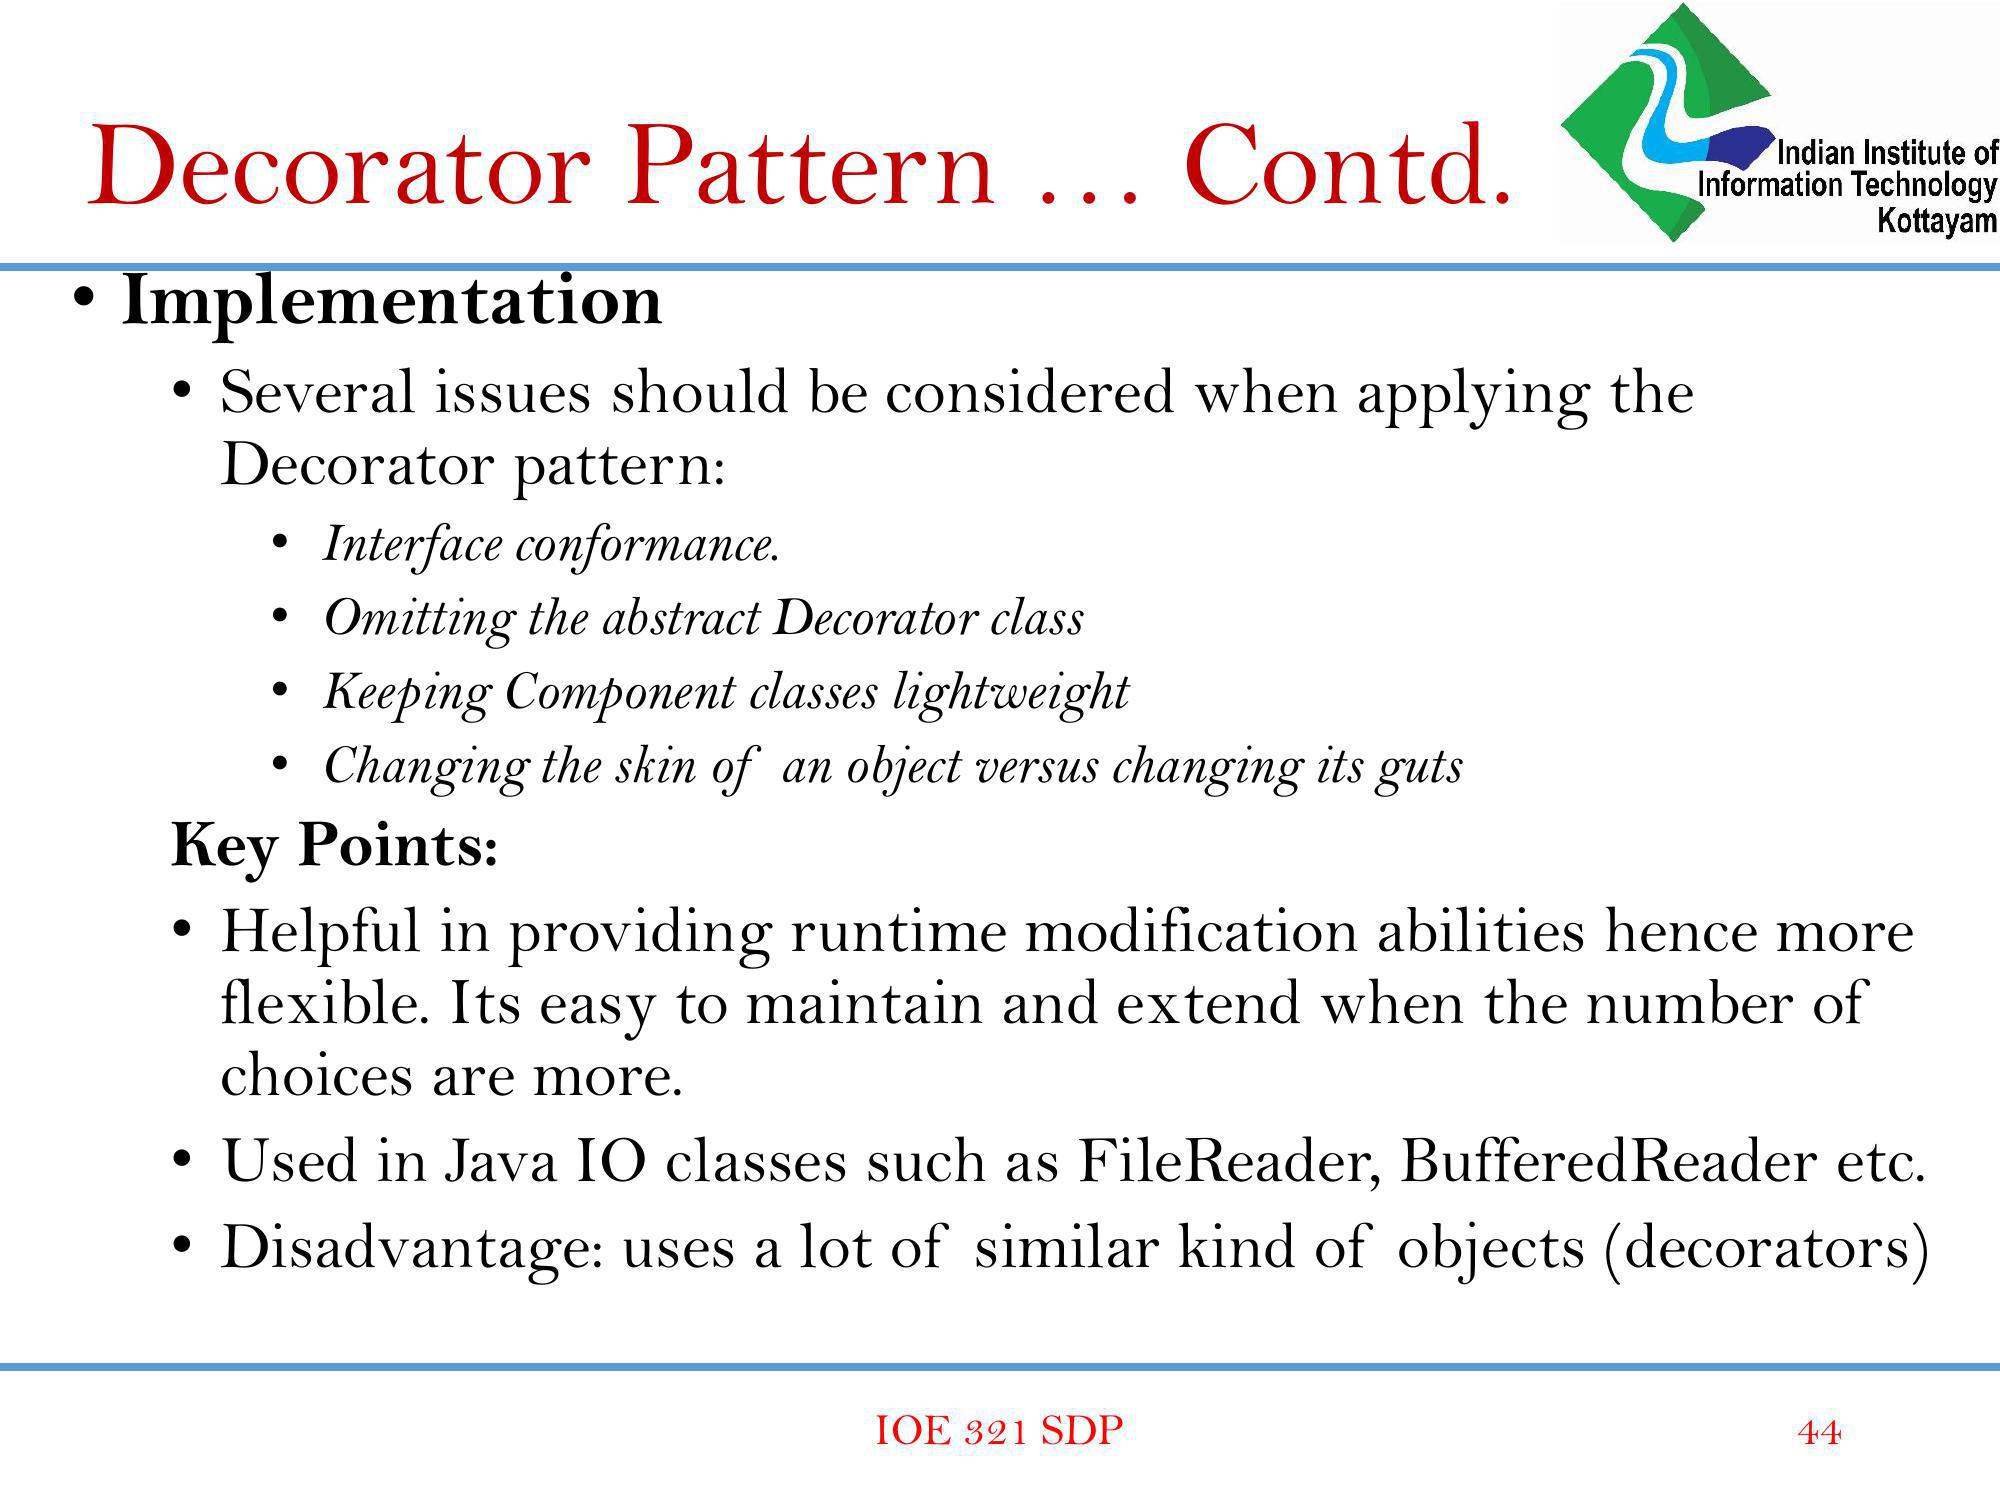 Decorator Pattern … Contd.
Indian Institute of
Information Technology
Kottayam
• Implementation
• Several issues should be considered when applying the
Decorator pattern:
• Interface conformance.
• Omitting the abstract Decorator class
• Keeping Component classes lightweight
• Changing the skin of an object versus changing its guts
Key Points:
• Helpful in providing runtime modification abilities hence more
flexible. Its easy to maintain and extend when the number of
choices are more.
• Used in Java IO classes such as FileReader, BufferedReader etc.
• Disadvantage: uses a lot of similar kind of objects (decorators)
IOE 321 SDP
44